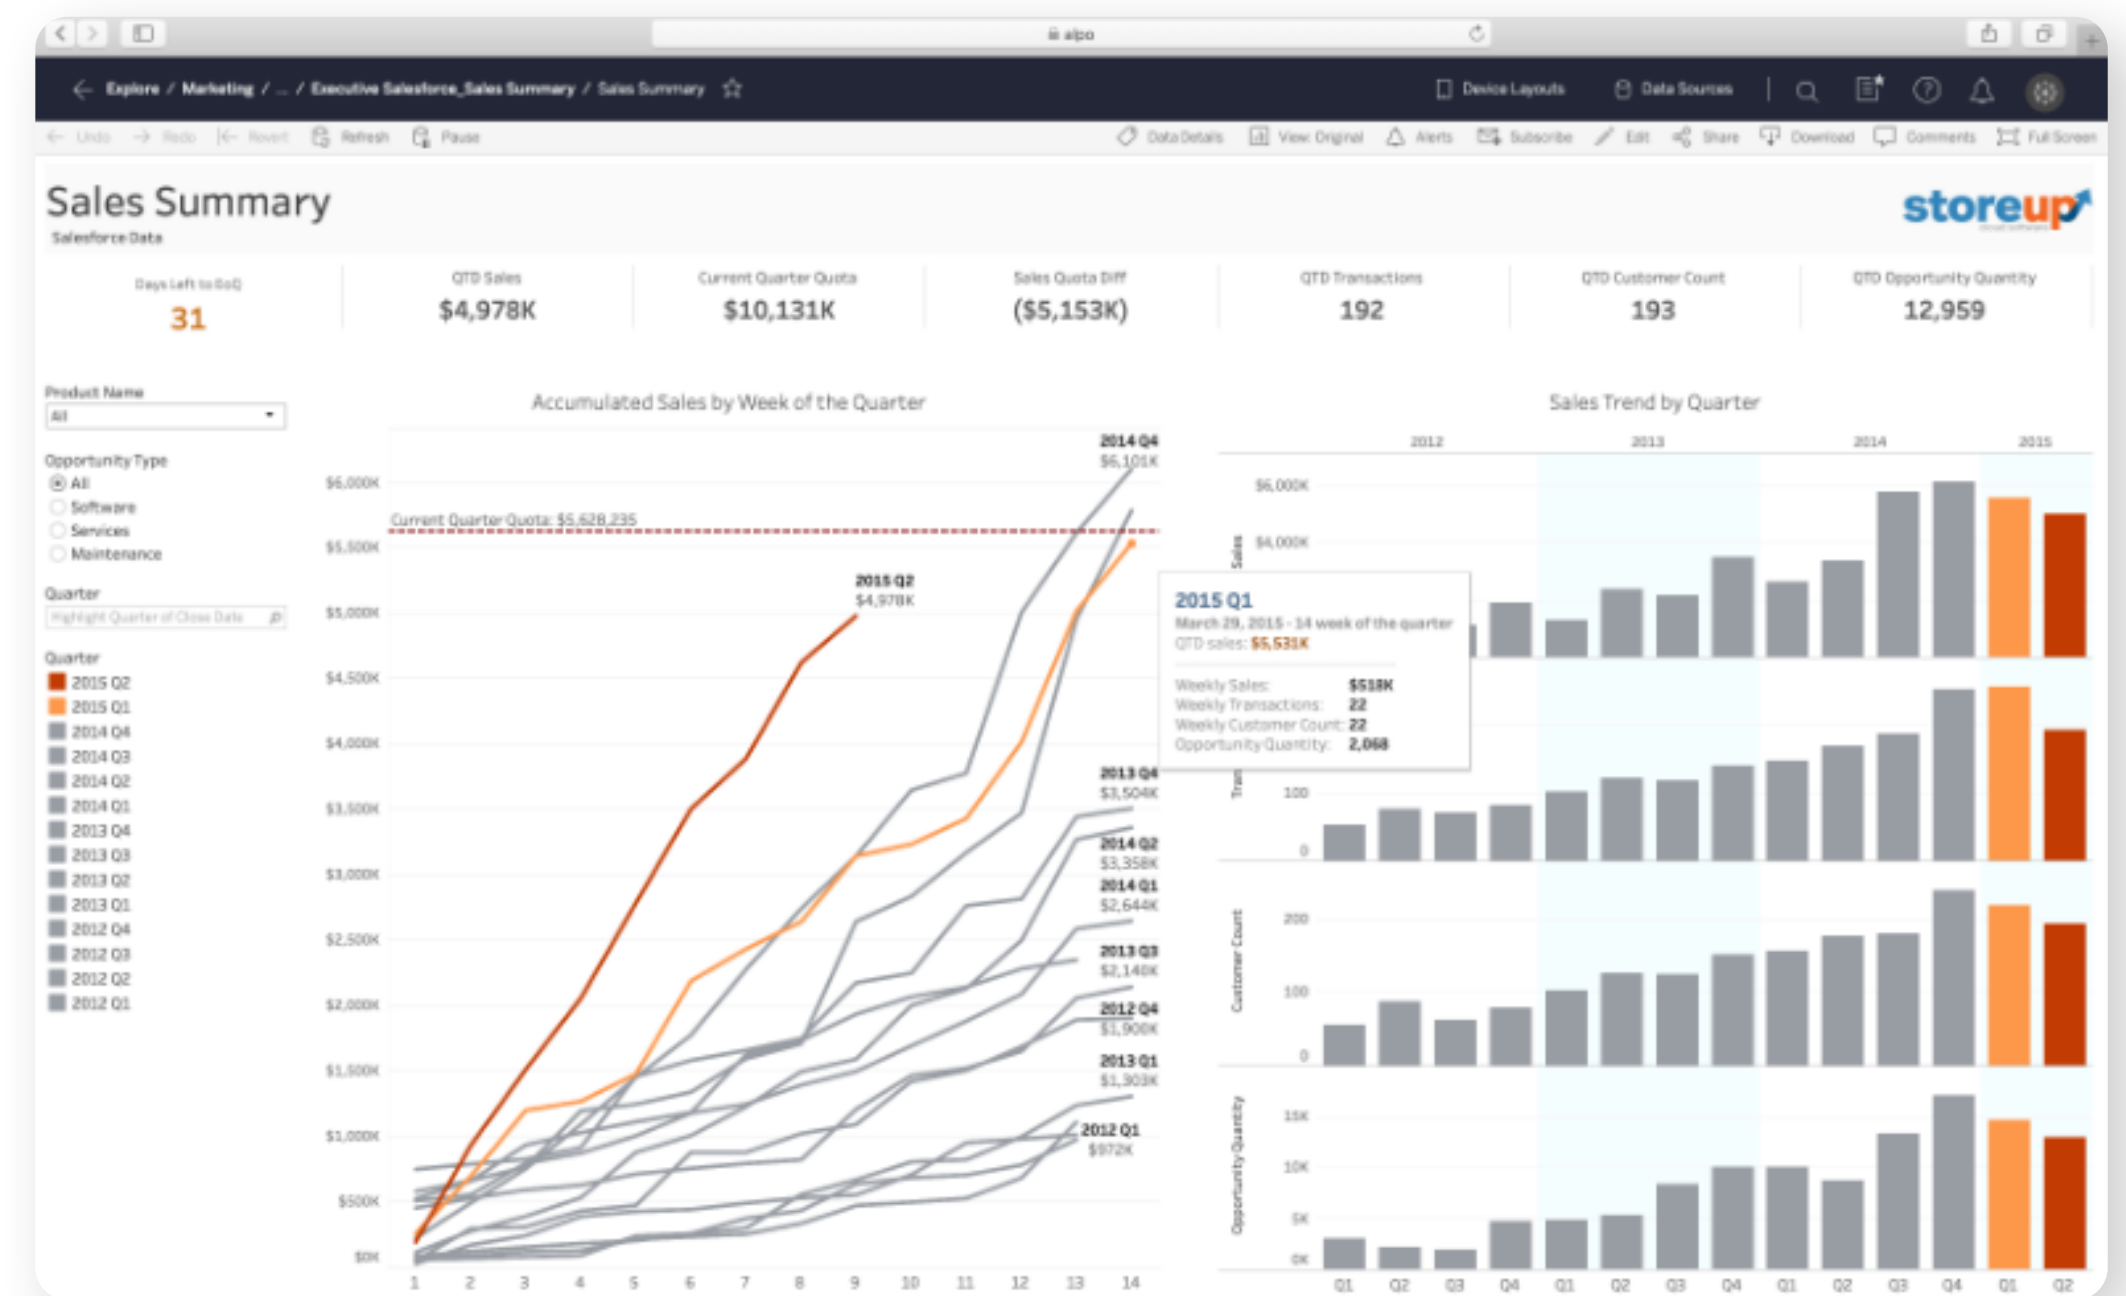 alpo
Explore / Marketing / ... / Executive Salesforce_Sales Summary / Sales Summary
Device Layouts
Data Sources
Undo
Redo
Revert
Refresh
Pause
Data Details
View: Original
Alerts
Subscribe
Edit
Share
Download
Comments
Full Screen
Sales Summary
Salesforce Data
storeup
Days Left to EoQ
31
QTD Sales
$4,978K
Current Quarter Quota
$10,131K
Sales Quota Diff
($5,153K)
QTD Transactions
192
QTD Customer Count
193
QTD Opportunity Quantity
12,959
Product Name
All
Opportunity Type
All
Software
Services
Maintenance
Quarter
Highlight Quarter of Close Date
Quarter
2015 Q2
2015 Q1
2014 Q4
2014 Q3
2014 Q2
2014 Q1
2013 Q4
2013 Q3
2013 Q2
2013 Q1
2012 Q4
2012 Q3
2012 Q2
2012 Q1
Accumulated Sales by Week of the Quarter
$6,000K
$5,500K
$5,000K
$4,500K
$4,000K
$3,500K
$3,000K
$2,500K
$2,000K
$1,500K
$1,000K
$500K
$0K
Current Quarter Quota: $5,628,235
2014 Q4
$6,101K
2015 Q2
$4,978K
2013 Q4
$3,504K
2014 Q2
$3,358K
2014 Q1
$2,644K
2013 Q3
$2,140K
2012 Q4
$1,900K
2013 Q1
$1,303K
2012 Q1
$972K
1 2 3 4 5 6 7 8 9 10 11 12 13 14
2015 Q1
March 29, 2015 - 14 week of the quarter
QTD sales: $5,531K
Weekly Sales: $518K
Weekly Transactions: 22
Weekly Customer Count: 22
Opportunity Quantity: 2,068
Sales Trend by Quarter
2012 2013 2014 2015
Sales
$6,000K
$4,000K
Tran
100
0
Customer Count
200
100
0
Opportunity Quantity
15K
10K
5K
0K
Q1 Q2 Q3 Q4 Q1 Q2 Q3 Q4 Q1 Q2 Q3 Q4 Q1 Q2